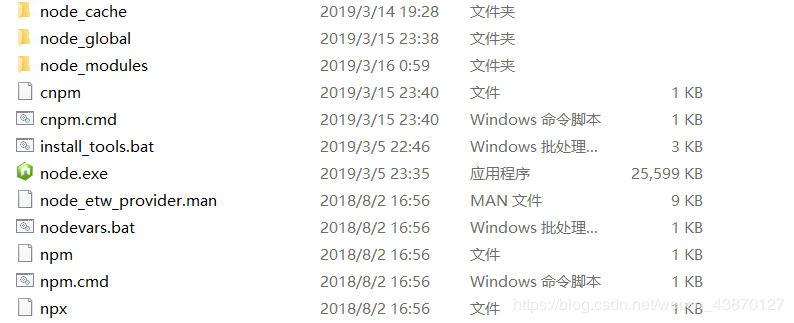 node_cache 2019/3/14 19:28 文件夹
node_global 2019/3/15 23:38 文件夹
node_modules 2019/3/16 0:59 文件夹
cnpm 2019/3/15 23:40 文件 1 KB
cnpm.cmd 2019/3/15 23:40 Windows 命令脚本 1 KB
install_tools.bat 2019/3/5 22:46 Windows 批处理... 3 KB
node.exe 2019/3/5 23:35 应用程序 25,599 KB
node_etw_provider.man 2018/8/2 16:56 MAN 文件 9 KB
nodevars.bat 2018/8/2 16:56 Windows 批处理... 1 KB
npm 2018/8/2 16:56 文件 1 KB
npm.cmd 2018/8/2 16:56 Windows 命令脚本 1 KB
npx 2018/8/2 16:56 文件 1 KB
https://blog.csdn.net/weixin_43870127